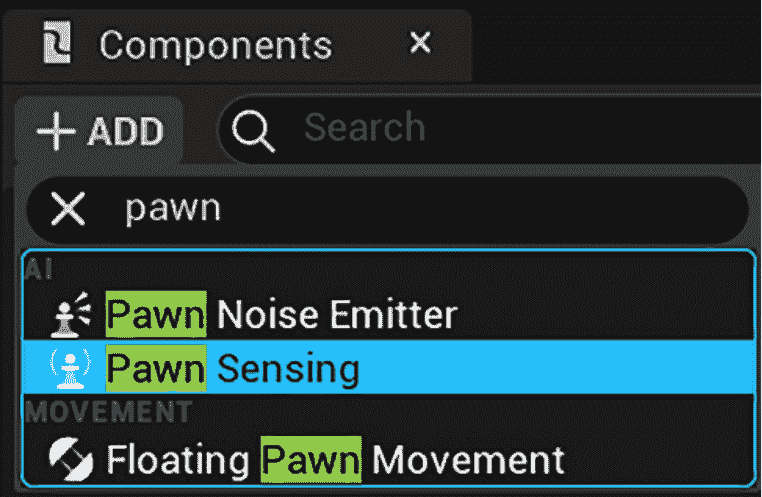 Components
ADD
Search
pawn
AI
Pawn Noise Emitter
Pawn Sensing
MOVEMENT
Floating Pawn Movement